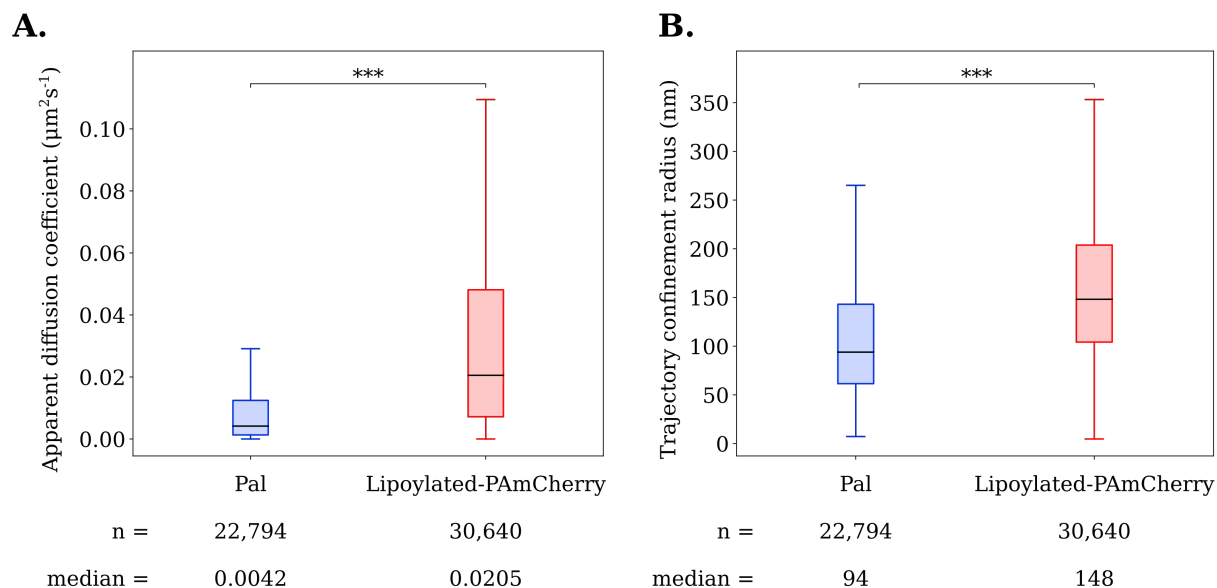 A.
Apparent diffusion coefficient (μm²s⁻¹)
0.10
0.08
0.06
0.04
0.02
0.00
***
Pal Lipoylated-PAmCherry
n = 22,794 30,640
median = 0.0042 0.0205
B.
Trajectory confinement radius (nm)
350
300
250
200
150
100
50
0
***
Pal Lipoylated-PAmCherry
n = 22,794 30,640
median = 94 148